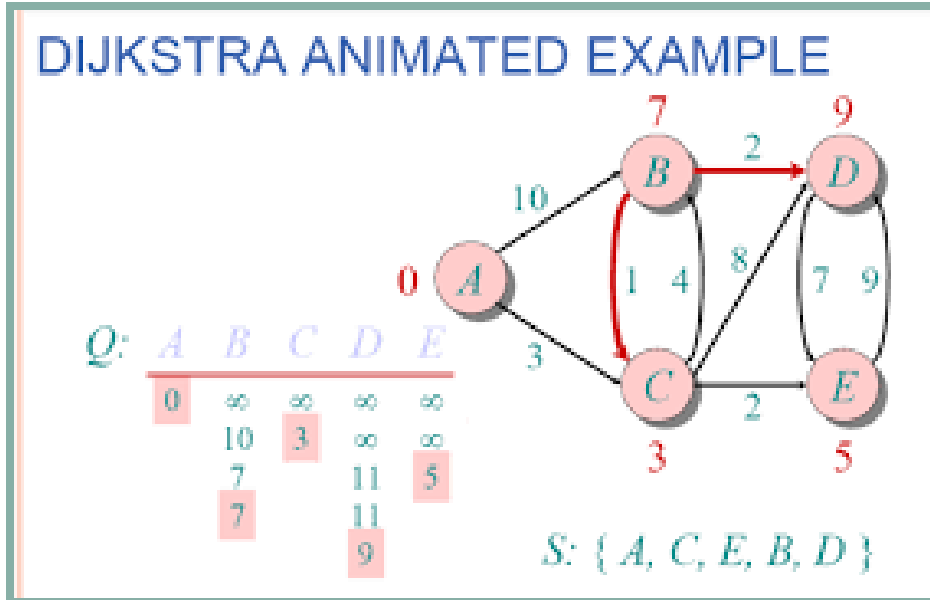 DIJKSTRA ANIMATED EXAMPLE
7 9
B 2 D
10
0 A 1 4 8 7 9
Q: A B C D E
3
C 2 E
0 ∞ ∞ ∞ ∞
10 3 ∞ ∞
3 5
7 11 5
7 11
9
S: { A, C, E, B, D }